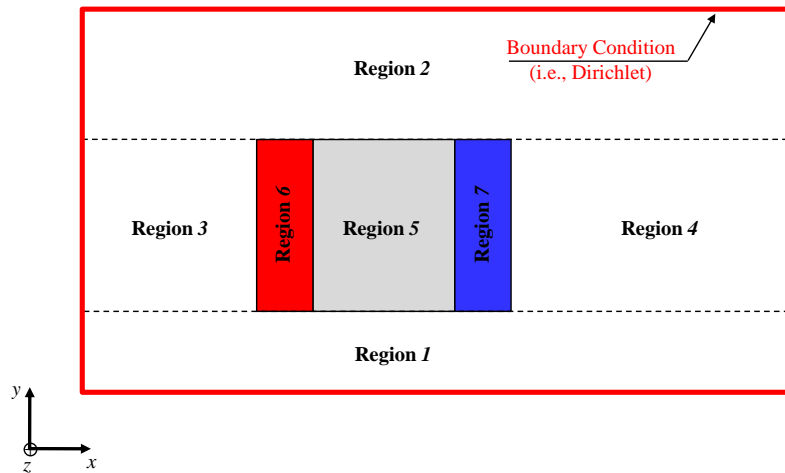 Boundary Condition
(i.e., Dirichlet)
Region 2
Region 3
Region 6
Region 5
Region 7
Region 4
Region 1
y
z
x